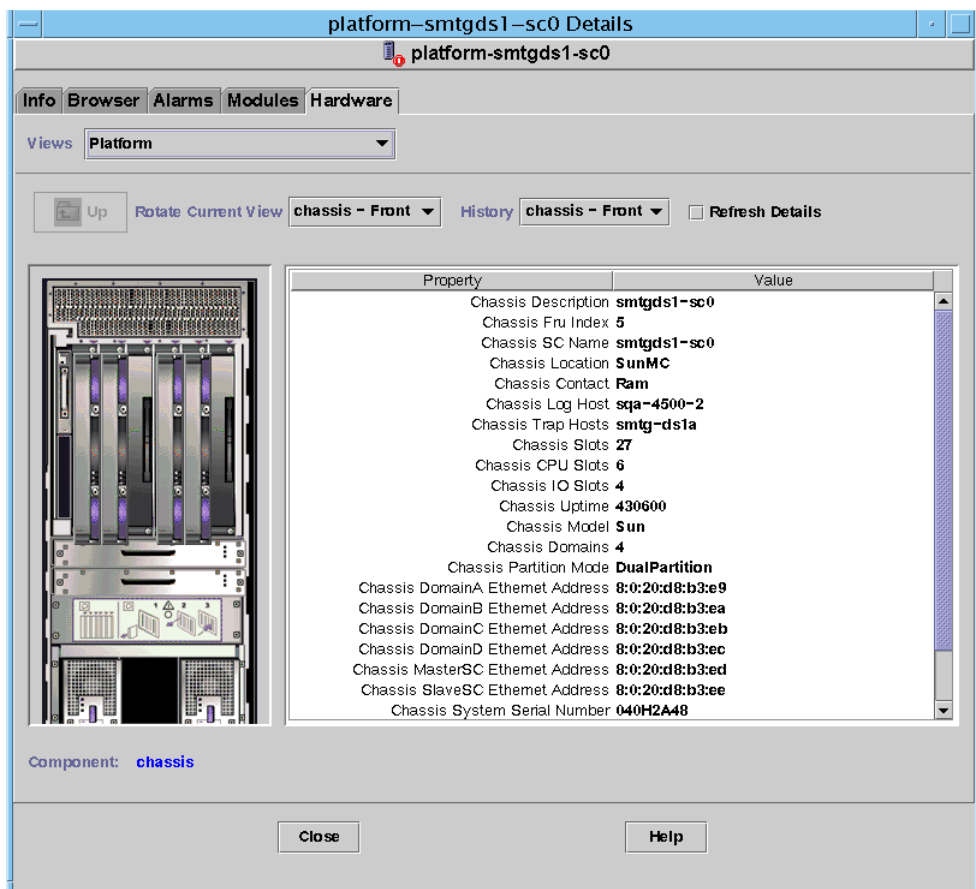 platform–smtgds1–sc0 Details
platform-smtgds1-sc0
Info Browser Alarms Modules Hardware
Views Platform
Up Rotate Current View chassis – Front History chassis – Front Refresh Details
Property Value
Chassis Description smtgds1-sc0
Chassis Fru Index 5
Chassis SC Name smtgds1-sc0
Chassis Location SunMC
Chassis Contact Ram
Chassis Log Host sqa-4500-2
Chassis Trap Hosts smtg-ds1a
Chassis Slots 27
Chassis CPU Slots 6
Chassis IO Slots 4
Chassis Uptime 430600
Chassis Model Sun
Chassis Domains 4
Chassis Partition Mode DualPartition
Chassis DomainA Ethernet Address 8:0:20:d8:b3:e9
Chassis DomainB Ethernet Address 8:0:20:d8:b3:ea
Chassis DomainC Ethernet Address 8:0:20:d8:b3:eb
Chassis DomainD Ethernet Address 8:0:20:d8:b3:ec
Chassis MasterSC Ethernet Address 8:0:20:d8:b3:ed
Chassis SlaveSC Ethernet Address 8:0:20:d8:b3:ee
Chassis System Serial Number 040H2A48
1 2 3
Component: chassis
Close Help